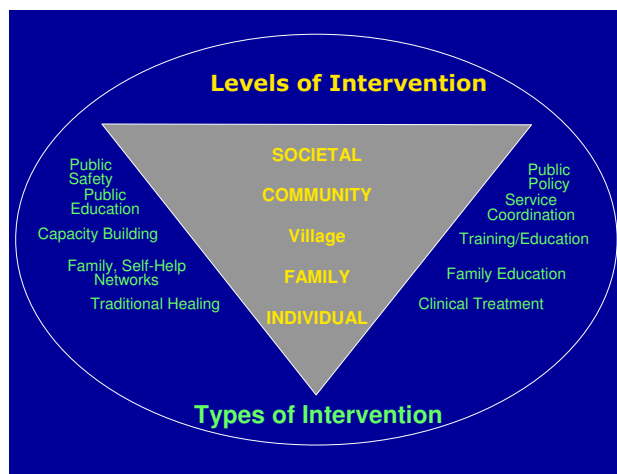 Levels of Intervention
SOCIETAL
COMMUNITY
Village
FAMILY
INDIVIDUAL
Public
Safety
Public
Education
Capacity Building
Family, Self-Help
Networks
Traditional Healing
Public
Policy
Service
Coordination
Training/Education
Family Education
Clinical Treatment
Types of Intervention